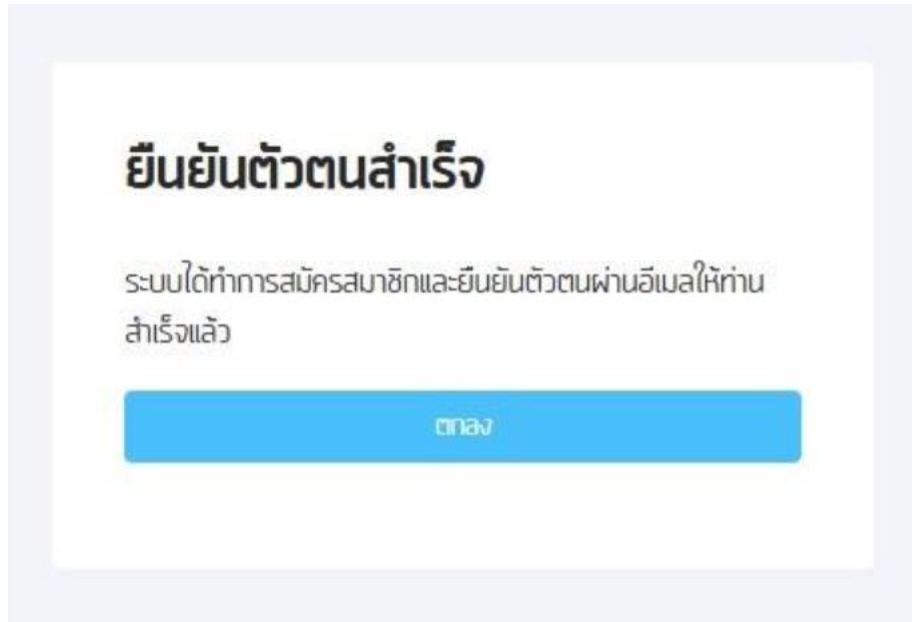 ยืนยันตัวตนสำเร็จ
ระบบได้ทำการสมัครสมาชิกและยืนยันตัวตนผ่านอีเมลให้ท่าน
สำเร็จแล้ว
ตกลง